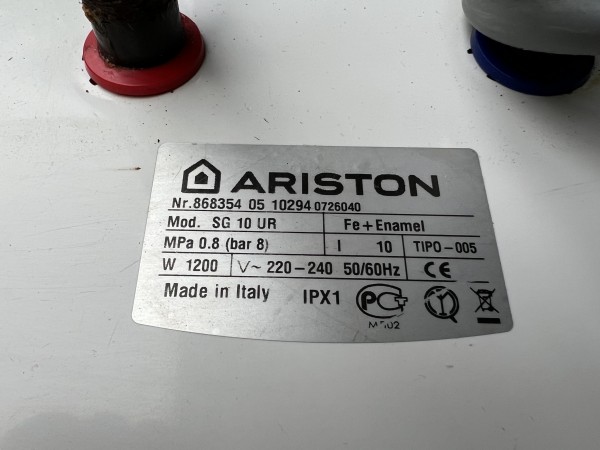 ARISTON
Nr.868354 05 10294 0726040
Mod. SG 10 UR Fe+Enamel
MPa 0.8 (bar 8) l 10 TIPO-005
W 1200 V~ 220-240 50/60Hz CE
Made in Italy IPX1 PCT